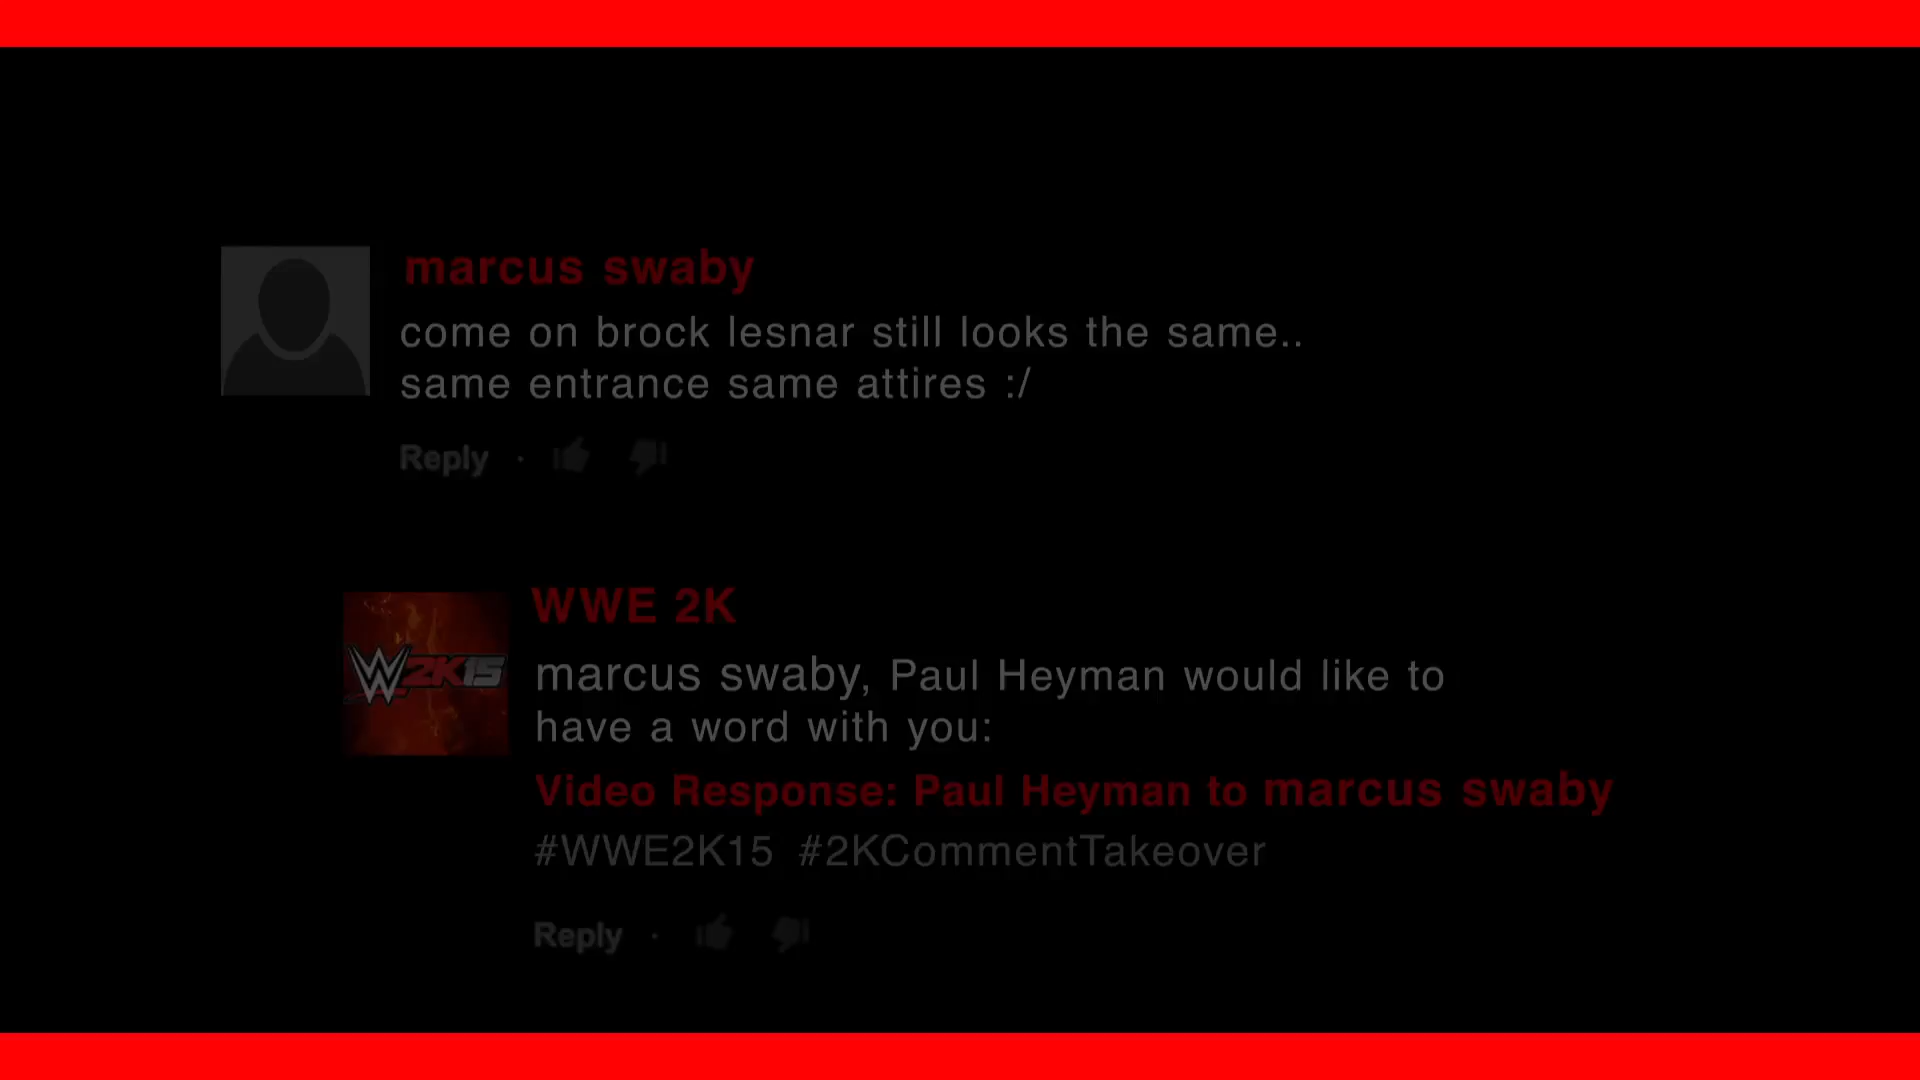 marcus swaby
come on brock lesnar still looks the same..
same entrance same attires :/
Reply ·
WWE 2K
W 2K15
marcus swaby, Paul Heyman would like to
have a word with you:
Video Response: Paul Heyman to marcus swaby
#WWE2K15 #2KCommentTakeover
Reply ·